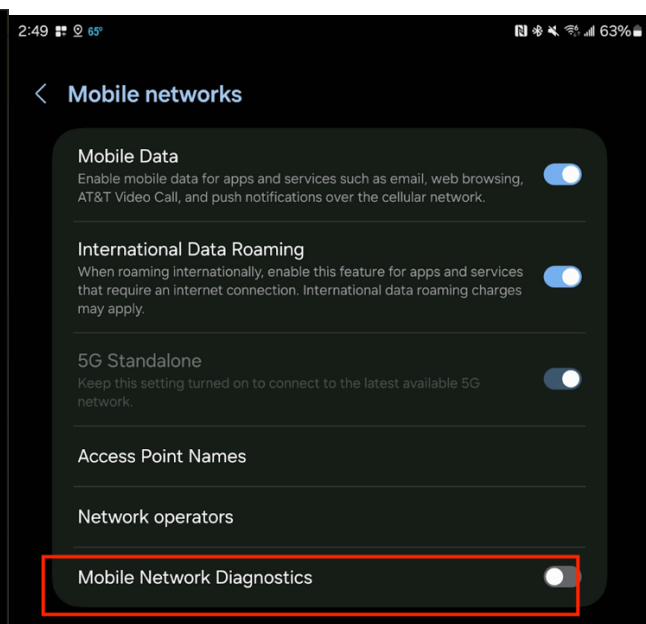 2:49 65° 63%
Mobile networks
Mobile Data
Enable mobile data for apps and services such as email, web browsing,
AT&T Video Call, and push notifications over the cellular network.
International Data Roaming
When roaming internationally, enable this feature for apps and services
that require an internet connection. International data roaming charges
may apply.
5G Standalone
Keep this setting turned on to connect to the latest available 5G
network.
Access Point Names
Network operators
Mobile Network Diagnostics